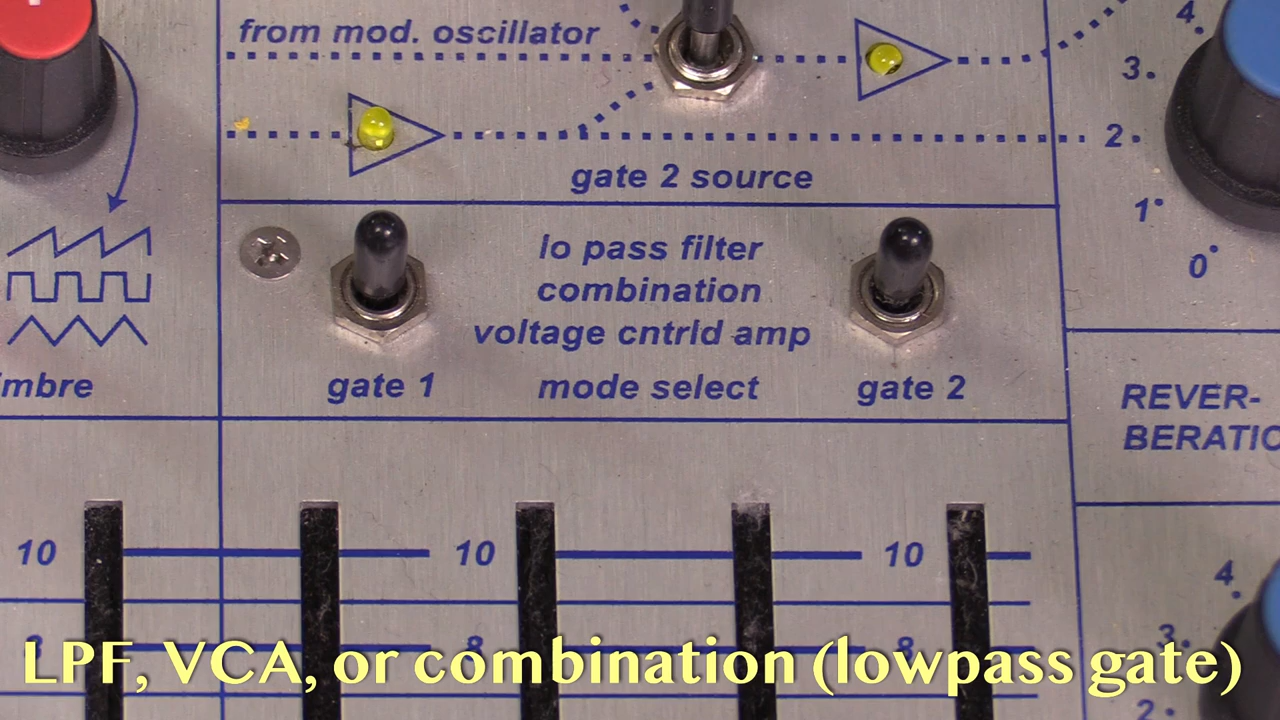 from mod. oscillator
4
3
2
gate 2 source
1
0
lo pass filter
combination
voltage cntrld amp
gate 1
mode select
gate 2
imbre
REVER-
BERATIO
10
10
10
4
8
8
3
2
LPF, VCA, or combination (lowpass gate)